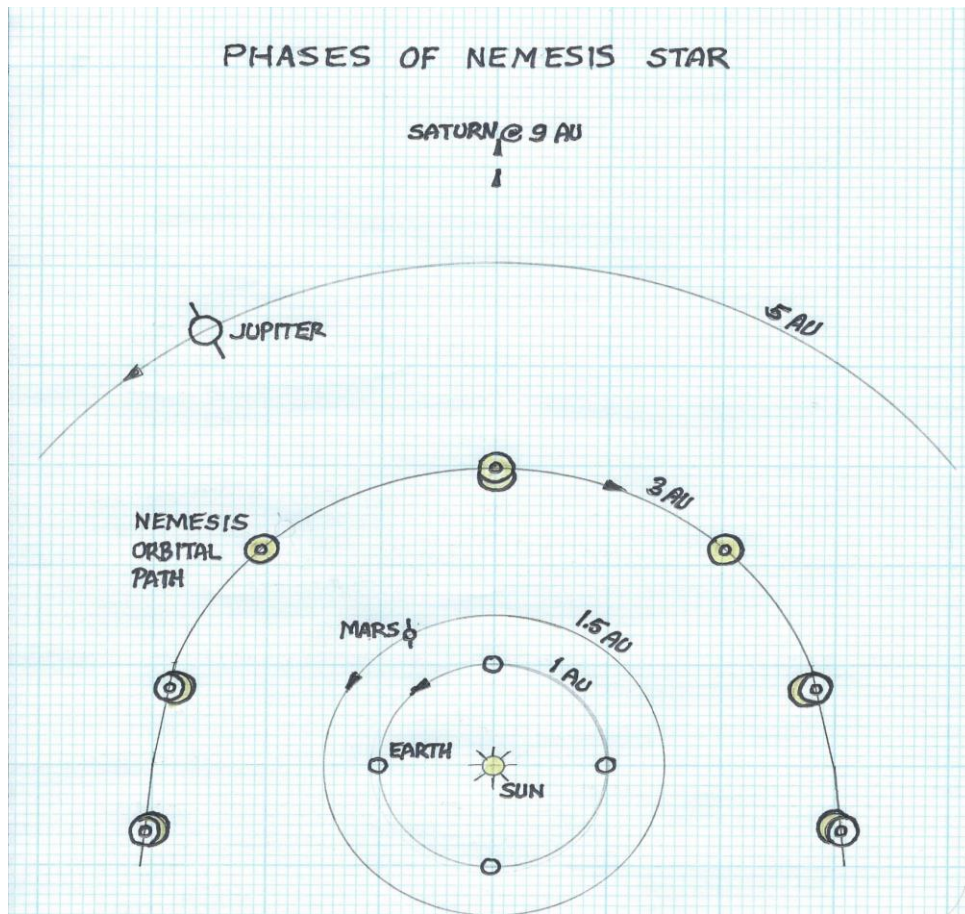 PHASES OF NEMESIS STAR
SATURN @ 9 AU
JUPITER
5 AU
3 AU
NEMESIS
ORBITAL
PATH
MARS
1.5 AU
1 AU
EARTH
SUN